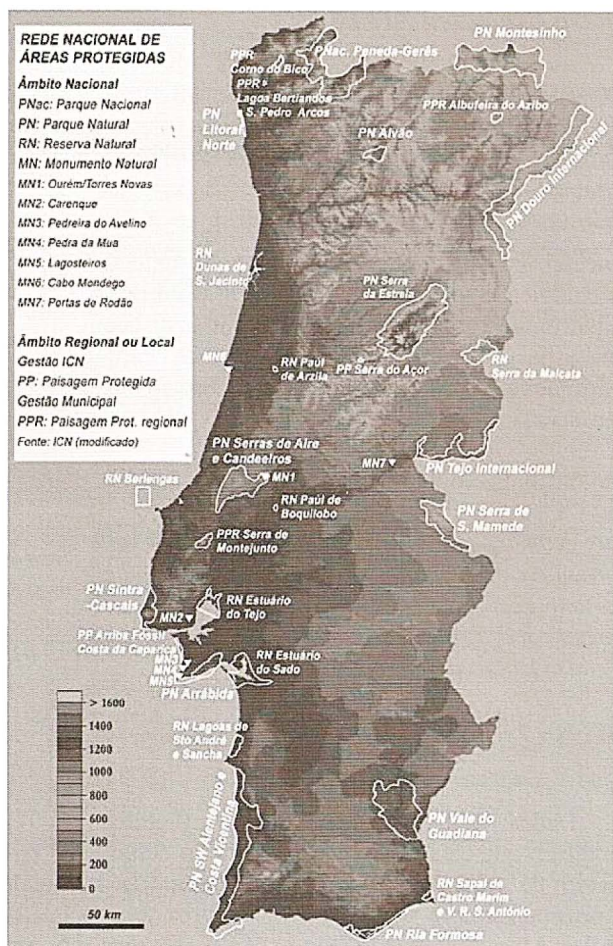 REDE NACIONAL DE
ÁREAS PROTEGIDAS
Âmbito Nacional
PNac: Parque Nacional
PN: Parque Natural
RN: Reserva Natural
MN: Monumento Natural
MN1: Ourém/Torres Novas
MN2: Carenque
MN3: Pedreira do Avelino
MN4: Pedra da Mua
MN5: Lagosteiros
MN6: Cabo Mondego
MN7: Portas de Rodão
Âmbito Regional ou Local
Gestão ICN
PP: Paisagem Protegida
Gestão Municipal
PPR: Paisagem Prot. regional
Fonte: ICN (modificado)
PN Montesinho
PNac. Peneda-Gerês
PPR
Corno do Bico
PPR
Lagoa Bertiandos
e S. Pedro Arcos
PPR Albufeira do Azibo
PN
Litoral
Norte
PN Alvão
PN Douro Internacional
RN
Dunas de
S. Jacinto
PN Serra
da Estrela
MN6
RN Paúl
de Arzila
PP Serra do Açor
RN
Serra da Malcata
PN Serras de Aire
e Candeeiros
MN1
MN7
PN Tejo Internacional
RN Berlengas
RN Paúl de
Boquilobo
PN Serra de
S. Mamede
PPR Serra de
Montejunto
PN Sintra
-Cascais
MN2
RN Estuário
do Tejo
PP Arriba Fóssil
Costa da Caparica
MN3
MN4
MN5
RN Estuário
do Sado
PN Arrábida
RN Lagoas de
Sto André
e Sancha
PN SW Alentejano e
Costa Vicentina
PN Vale do
Guadiana
RN Sapal de
Castro Marim
e V. R. S. António
PN Ria Formosa
> 1600
1400
1200
1000
800
600
400
200
0
50 km